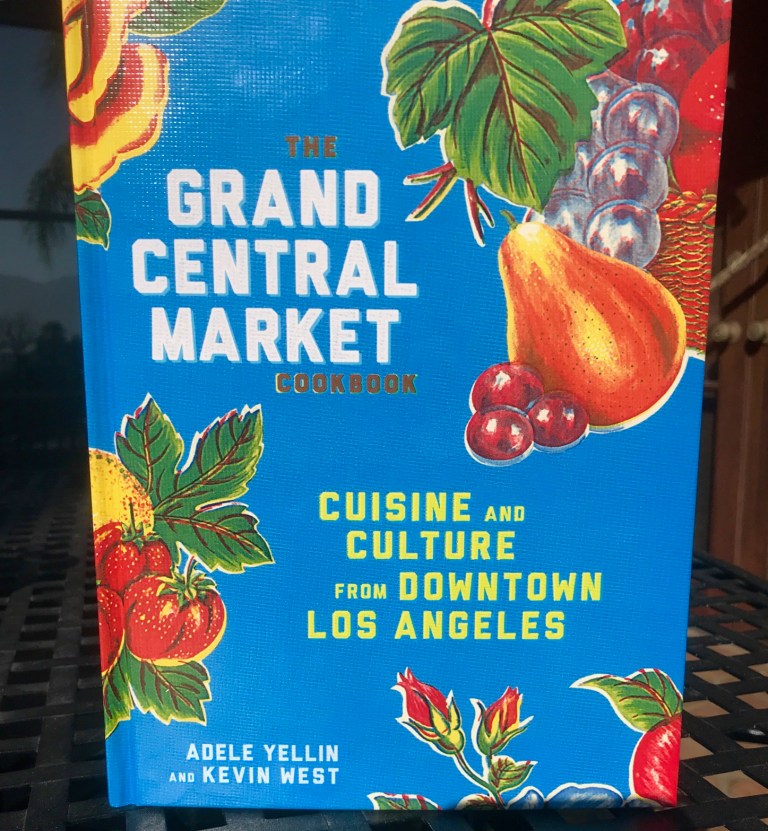 THE
GRAND
CENTRAL
MARKET
COOKBOOK
CUISINE AND
CULTURE
FROM DOWNTOWN
LOS ANGELES
ADELE YELLIN
AND KEVIN WEST